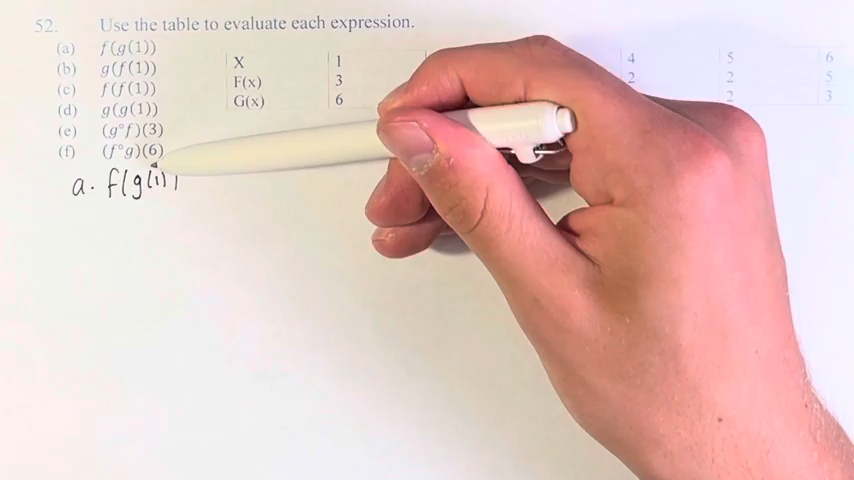 52. Use the table to evaluate each expression.
(a) f(g(1))
(b) g(f(1))
(c) f(f(1))
(d) g(g(1))
(e) (g°f)(3)
(f) (f°g)(6)
X 1 4 5 6
F(x) 3 2 2 5
G(x) 6 2 3
a. f(g(1))